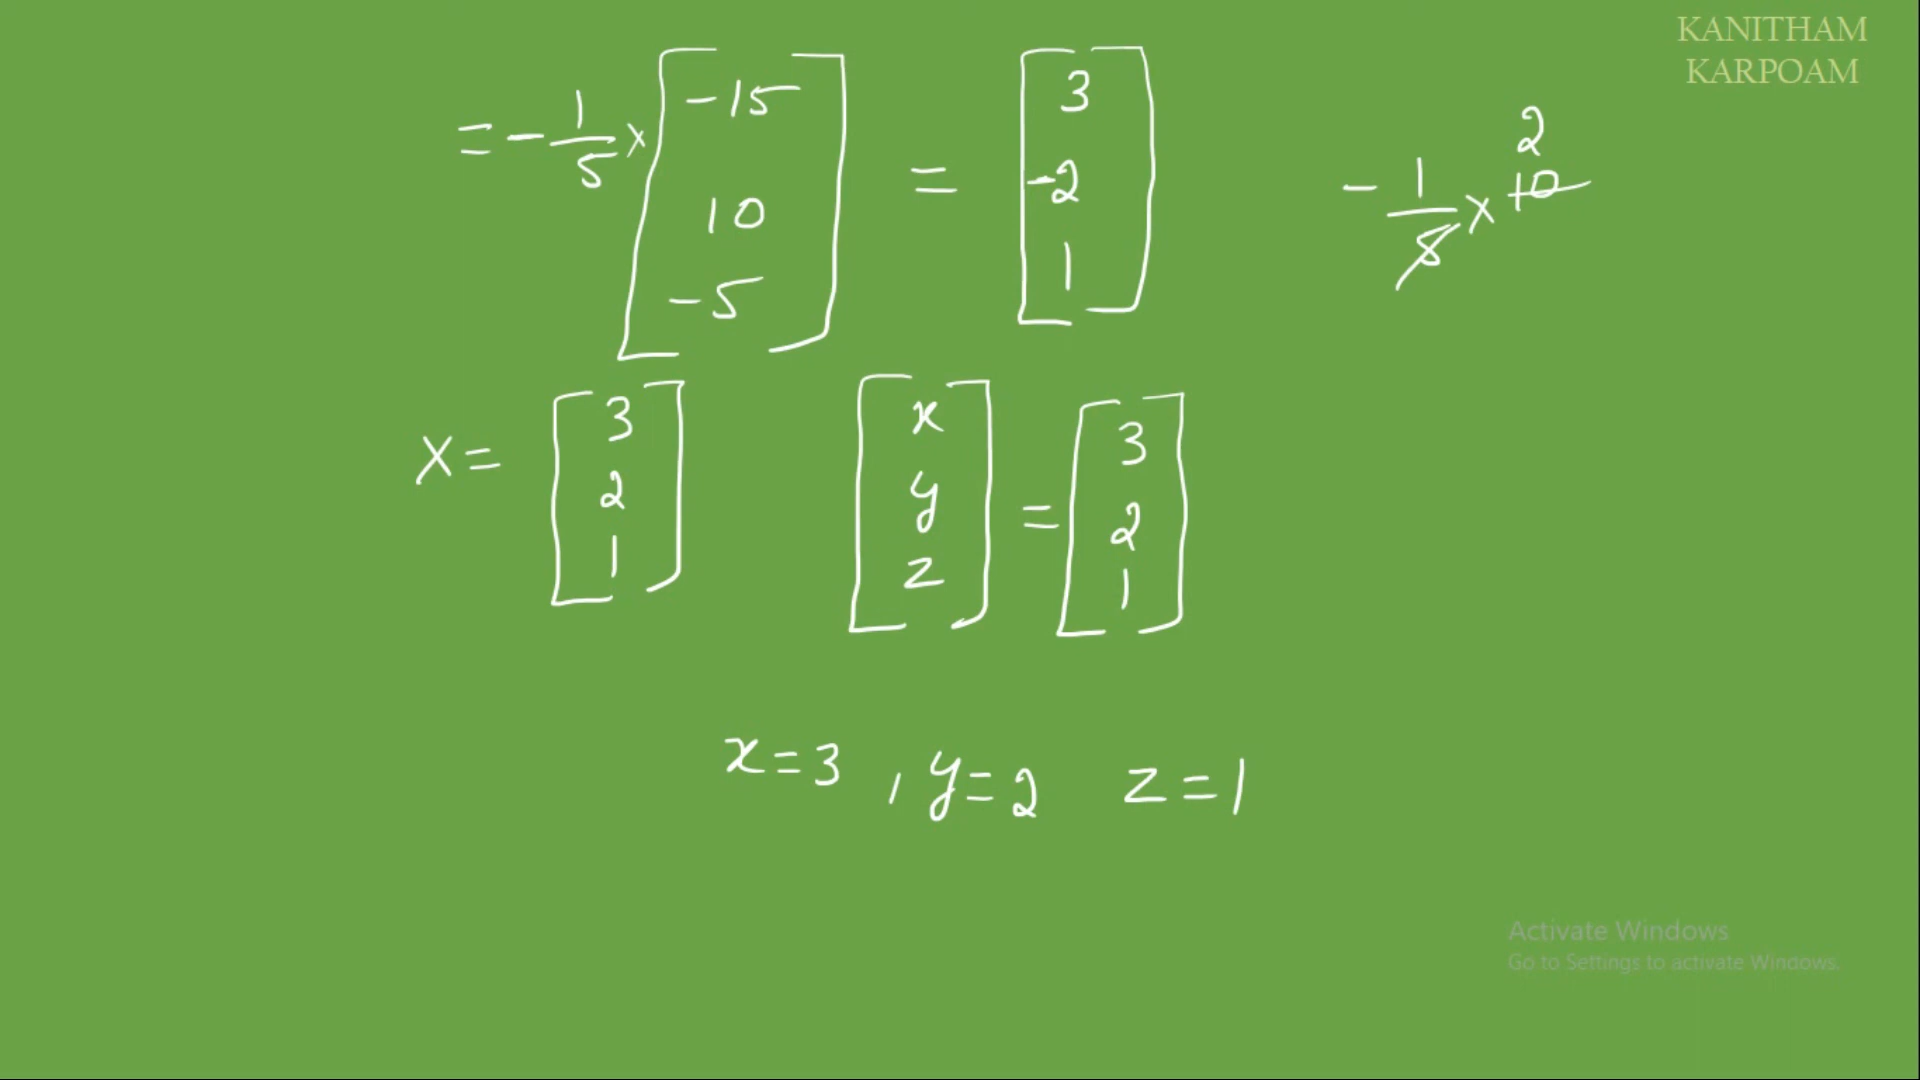 KANITHAM
KARPOAM
= - 1/5 × [-15 10 -5] = [3 -2 1]
- 1/5 × 10 2
X = [3 2 1] [x y z] = [3 2 1]
x = 3 , y = 2 z = 1
Activate Windows
Go to Settings to activate Windows.